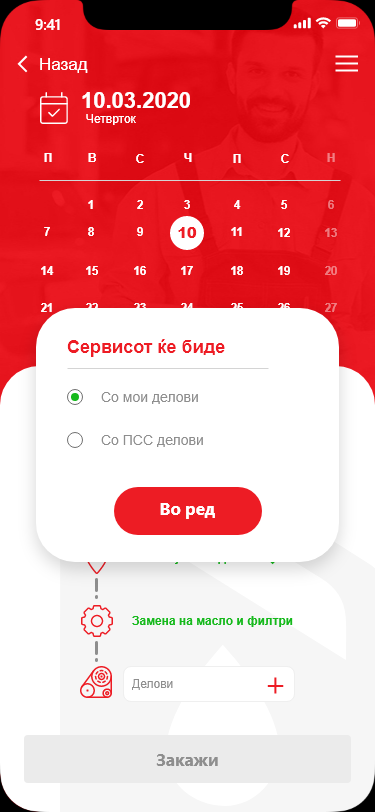 9:41
Назад
10.03.2020
Четврток
П В С Ч П С Н
1 2 3 4 5 6
7 8 9 10 11 12 13
14 15 16 17 18 19 20
21 22 23 24 25 26 27
Сервисот ќе биде
Со мои делови
Со ПСС делови
Во ред
Замена на масло и филтри
Делови
Закажи